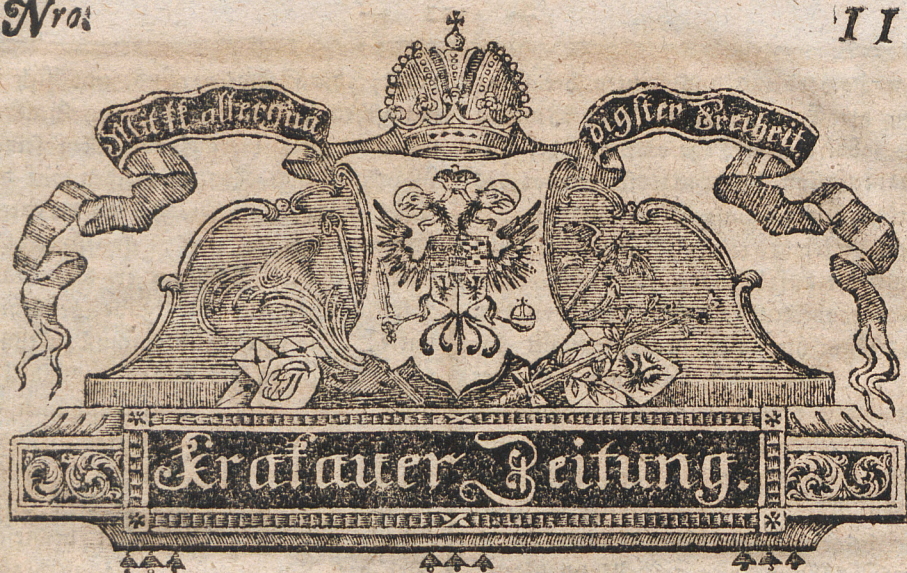 Nro.
11
Mit allergnä
digster Freiheit
Krakauer Zeitung.